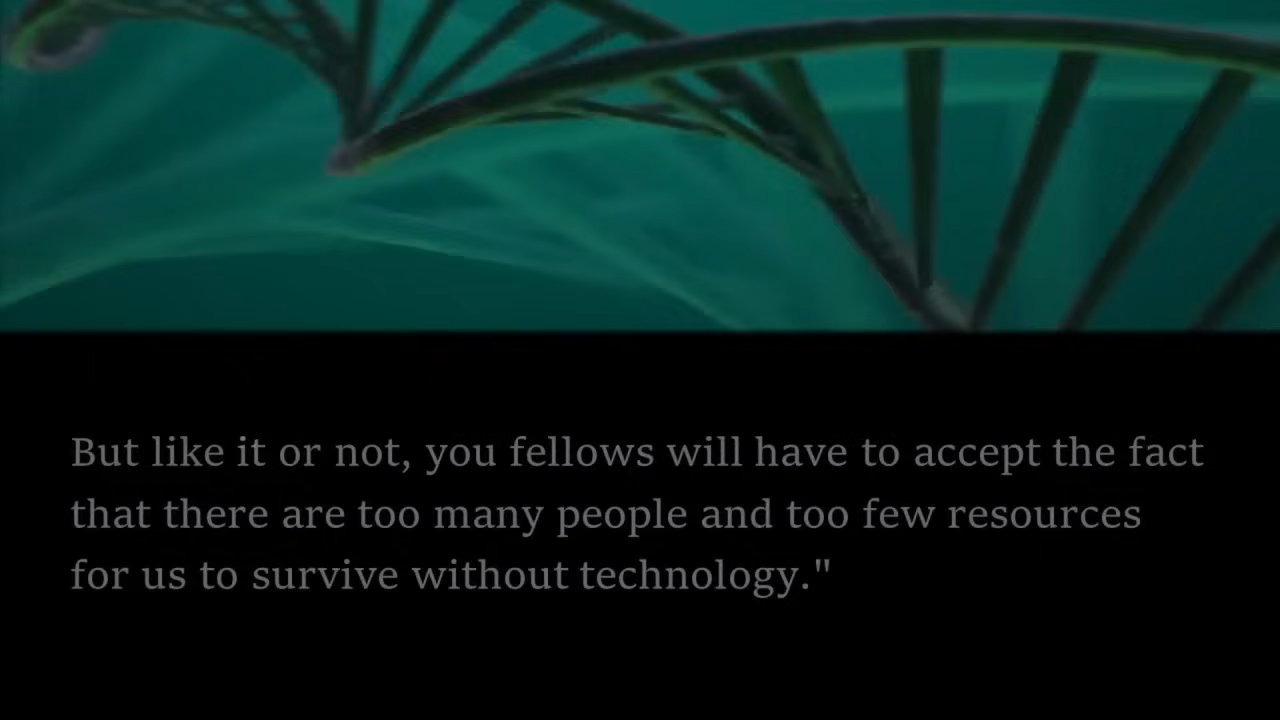 But like it or not, you fellows will have to accept the fact
that there are too many people and too few resources
for us to survive without technology."